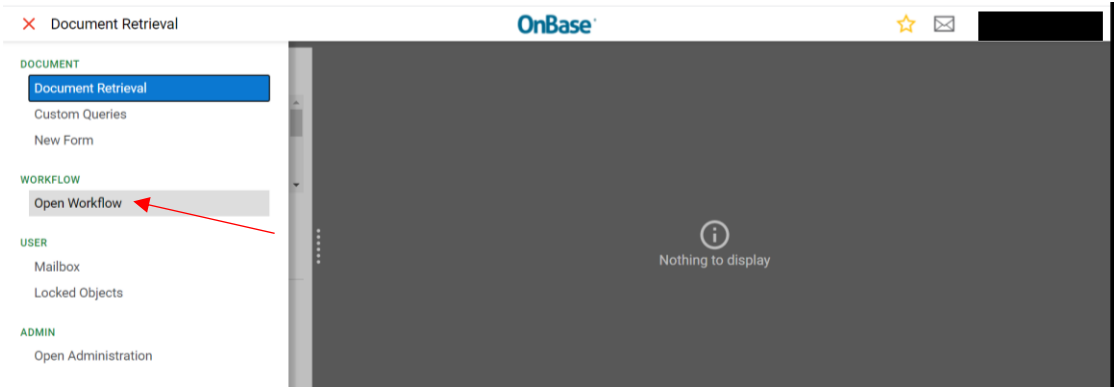 Document Retrieval
OnBase
DOCUMENT
Document Retrieval
Custom Queries
New Form
WORKFLOW
Open Workflow
USER
Mailbox
Locked Objects
ADMIN
Open Administration
Nothing to display